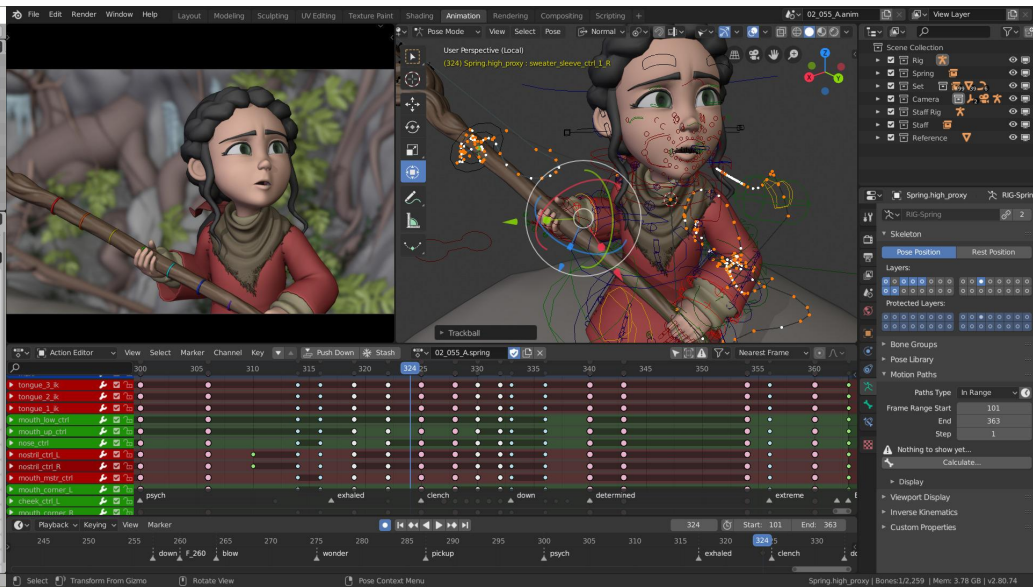 File Edit Render Window Help Layout Modeling Sculpting UV Editing Texture Paint Shading Animation Rendering Compositing Scripting + 02_055_A.anim View Layer
Pose Mode View Select Pose Normal
User Perspective (Local)
(324) Spring.high_proxy : sweater_sleeve_ctrl_1_R
Scene Collection
Rig
Spring
Set
Camera
Staff Rig
Staff
Reference
Spring.high_proxy RIG-Sprin
RIG-Spring 2
Skeleton
Pose Position Rest Position
Layers:
Protected Layers:
Bone Groups
Pose Library
Motion Paths
Paths Type In Range
Frame Range Start 101
End 363
Step 1
Nothing to show yet...
Calculate...
Display
Viewport Display
Inverse Kinematics
Custom Properties
Trackball
Action Editor View Select Marker Channel Key Push Down Stash 02_055_A.spring Nearest Frame
300 305 310 315 320 324 325 330 335 340 345 350 355 360
tongue_3_ik
tongue_2_ik
tongue_1_ik
mouth_low_ctrl
mouth_up_ctrl
nose_ctrl
nostril_ctrl_L
nostril_ctrl_R
mouth_mstr_ctrl
mouth_corner_L
cheek_ctrl_L
mouth_corner_R
psych exhaled clench down determined extreme
Playback Keying View Marker 324 Start: 101 End: 363
245 250 255 260 265 270 275 280 285 290 295 300 305 310 315 320 324 330
down F_260 blow wonder pickup psych exhaled clench
Select Transform From Gizmo Rotate View Pose Context Menu Spring.high_proxy | Bones:1/2,259 | Mem: 3.78 GB | v2.80.74